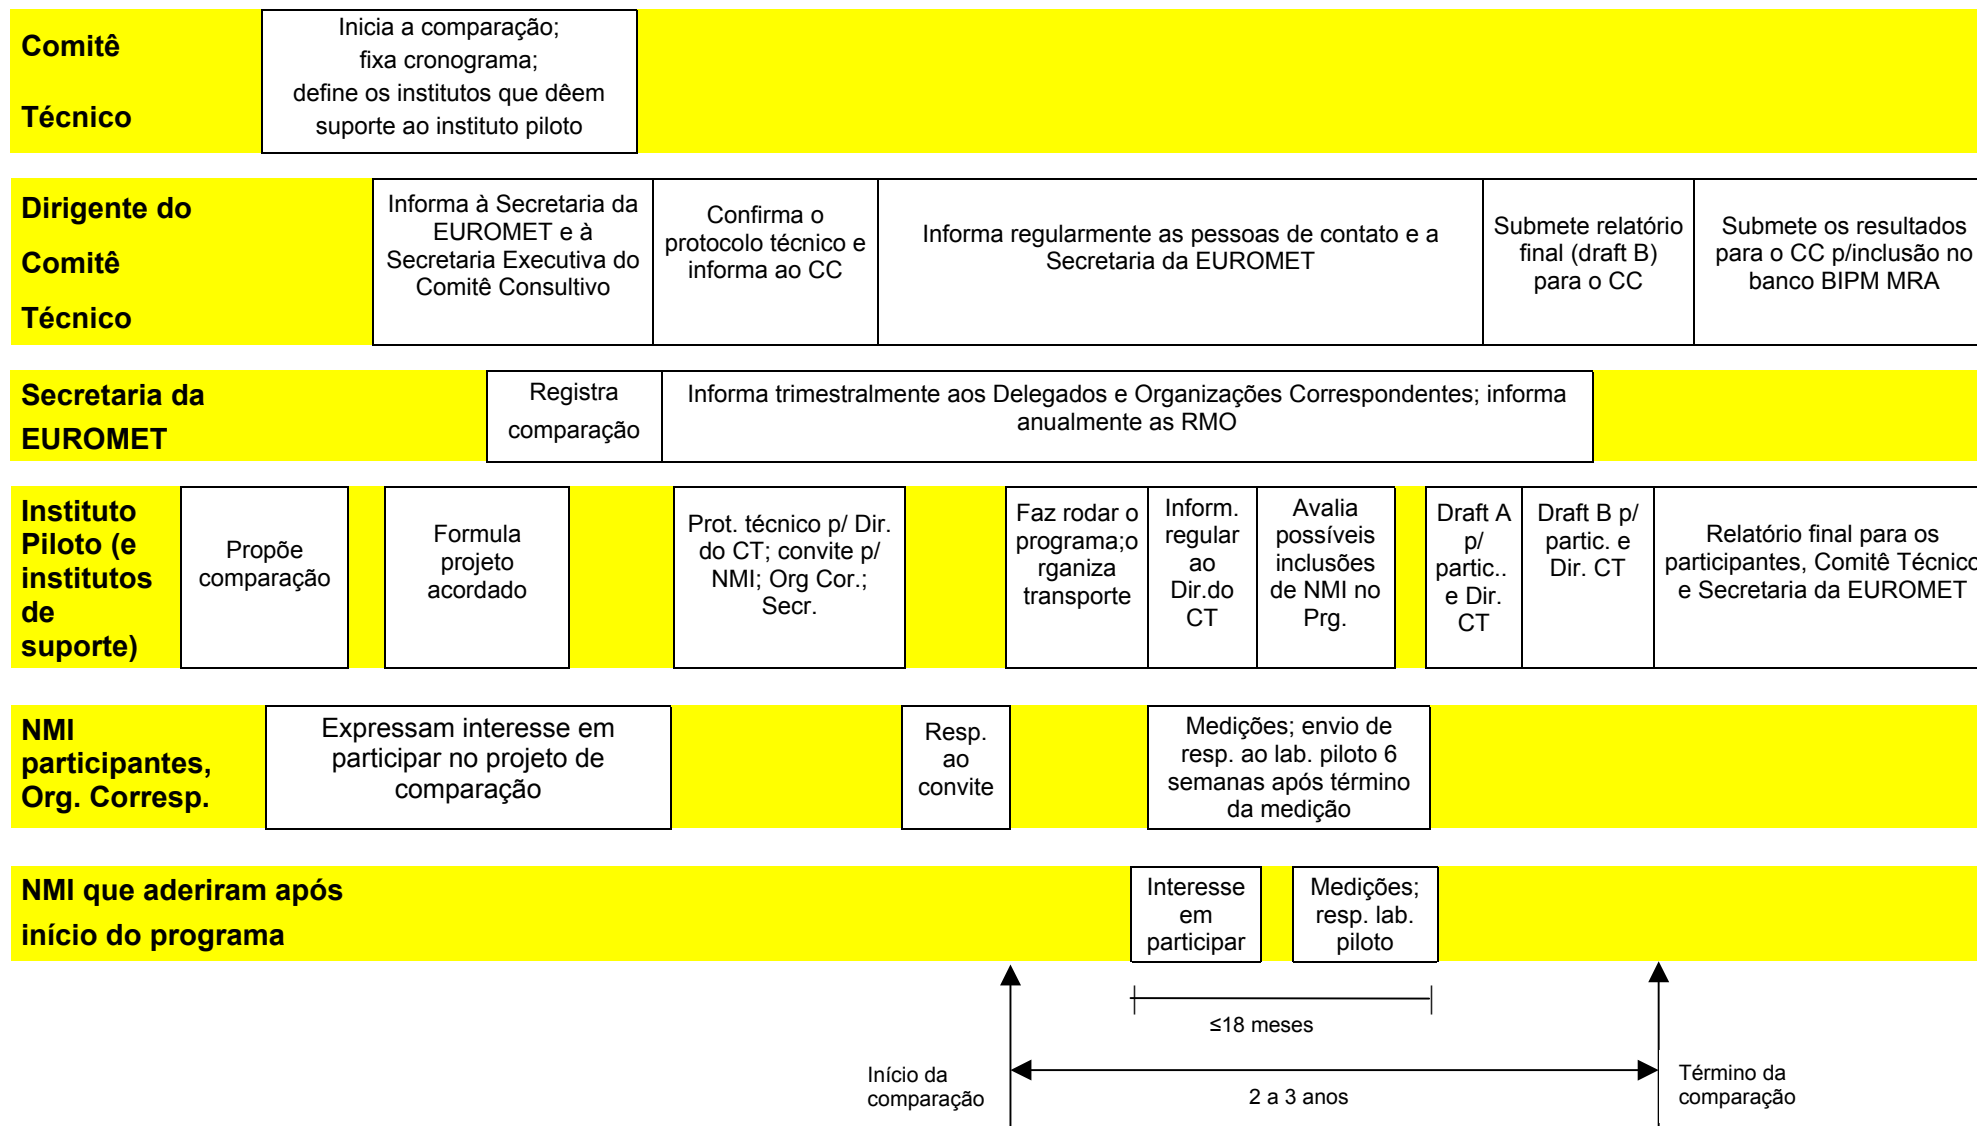 Comitê
Técnico
Inicia a comparação;
fixa cronograma;
define os institutos que dêem
suporte ao instituto piloto
Dirigente do
Comitê
Técnico
Informa à Secretaria da
EUROMET e à
Secretaria Executiva do
Comitê Consultivo
Confirma o
protocolo técnico e
informa ao CC
Informa regularmente as pessoas de contato e a
Secretaria da EUROMET
Submete relatório
final (draft B)
para o CC
Submete os resultados
para o CC p/inclusão no
banco BIPM MRA
Secretaria da
EUROMET
Registra
comparação
Informa trimestralmente aos Delegados e Organizações Correspondentes; informa
anualmente as RMO
Instituto
Piloto (e
institutos
de
suporte)
Propõe
comparação
Formula
projeto
acordado
Prot. técnico p/ Dir.
do CT; convite p/
NMI; Org Cor.;
Secr.
Faz rodar o
programa;o
rganiza
transporte
Inform.
regular
ao
Dir.do
CT
Avalia
possíveis
inclusões
de NMI no
Prg.
Draft A
p/
partic..
e Dir.
CT
Draft B p/
partic. e
Dir. CT
Relatório final para os
participantes, Comitê Técnico
e Secretaria da EUROMET
NMI
participantes,
Org. Corresp.
Expressam interesse em
participar no projeto de
comparação
Resp.
ao
convite
Medições; envio de
resp. ao lab. piloto 6
semanas após término
da medição
NMI que aderiram após
início do programa
Interesse
em
participar
Medições;
resp. lab.
piloto
≤18 meses
Início da
comparação
2 a 3 anos
Término da
comparação